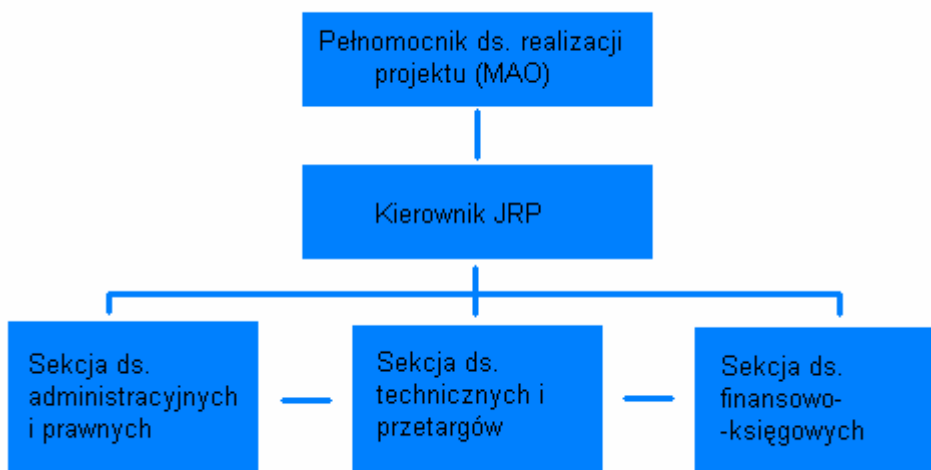 Pełnomocnik ds. realizacji
projektu (MAO)
Kierownik JRP
Sekcja ds.
administracyjnych
i prawnych
Sekcja ds.
technicznych i
przetargów
Sekcja ds.
finansowo-
-księgowych